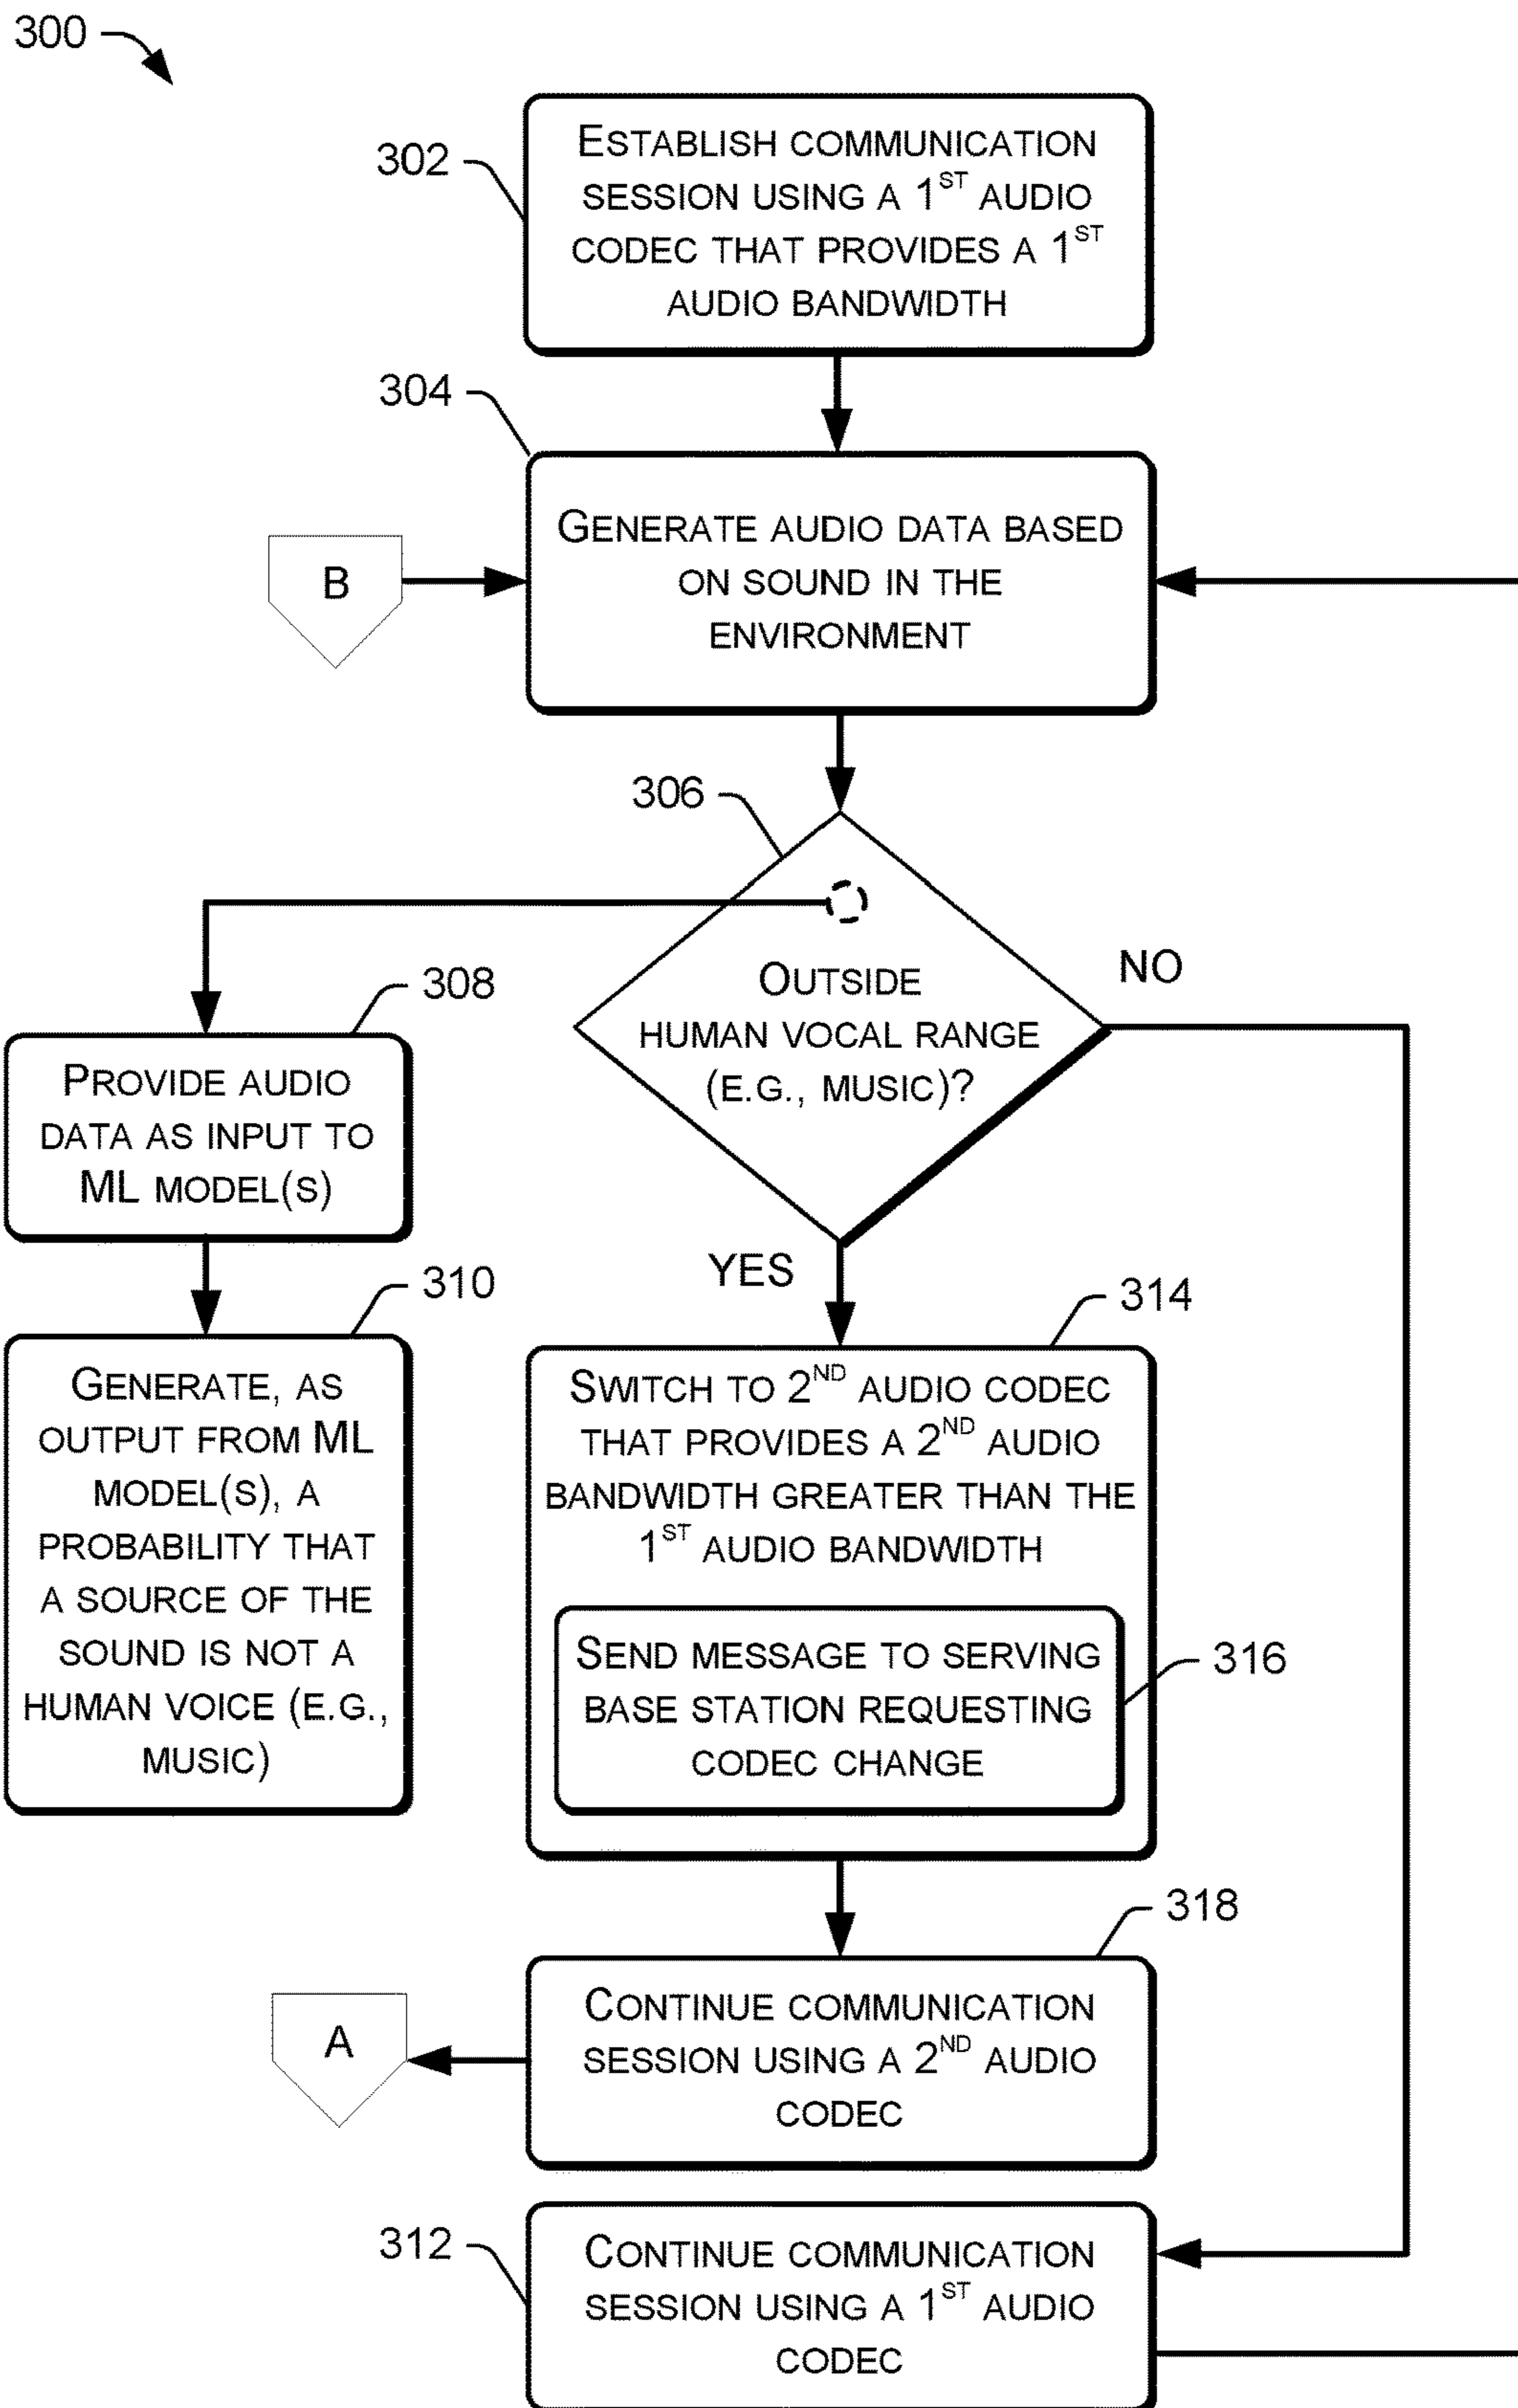 300
302
ESTABLISH COMMUNICATION
SESSION USING A 1ST AUDIO
CODEC THAT PROVIDES A 1ST
AUDIO BANDWIDTH
304
GENERATE AUDIO DATA BASED
ON SOUND IN THE
ENVIRONMENT
B
306
OUTSIDE
HUMAN VOCAL RANGE
(E.G., MUSIC)?
NO
YES
308
PROVIDE AUDIO
DATA AS INPUT TO
ML MODEL(S)
310
GENERATE, AS
OUTPUT FROM ML
MODEL(S), A
PROBABILITY THAT
A SOURCE OF THE
SOUND IS NOT A
HUMAN VOICE (E.G.,
MUSIC)
314
SWITCH TO 2ND AUDIO CODEC
THAT PROVIDES A 2ND AUDIO
BANDWIDTH GREATER THAN THE
1ST AUDIO BANDWIDTH
SEND MESSAGE TO SERVING
BASE STATION REQUESTING
CODEC CHANGE
316
318
CONTINUE COMMUNICATION
SESSION USING A 2ND AUDIO
CODEC
A
312
CONTINUE COMMUNICATION
SESSION USING A 1ST AUDIO
CODEC